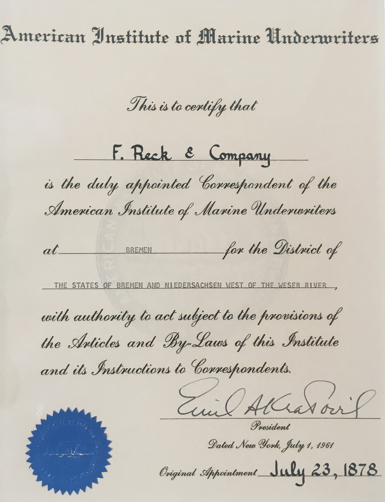 American Institute of Marine Underwriters
This is to certify that
F. Reck & Company
is the duly appointed Correspondent of the
American Institute of Marine Underwriters
at BREMEN for the District of
THE STATES OF BREMEN AND NIEDERSACHSEN WEST OF THE WESER RIVER,
with authority to act subject to the provisions of
the Articles and By-Laws of this Institute
and its Instructions to Correspondents.
President
Dated New York, July 1, 1961
Original Appointment July 23, 1878